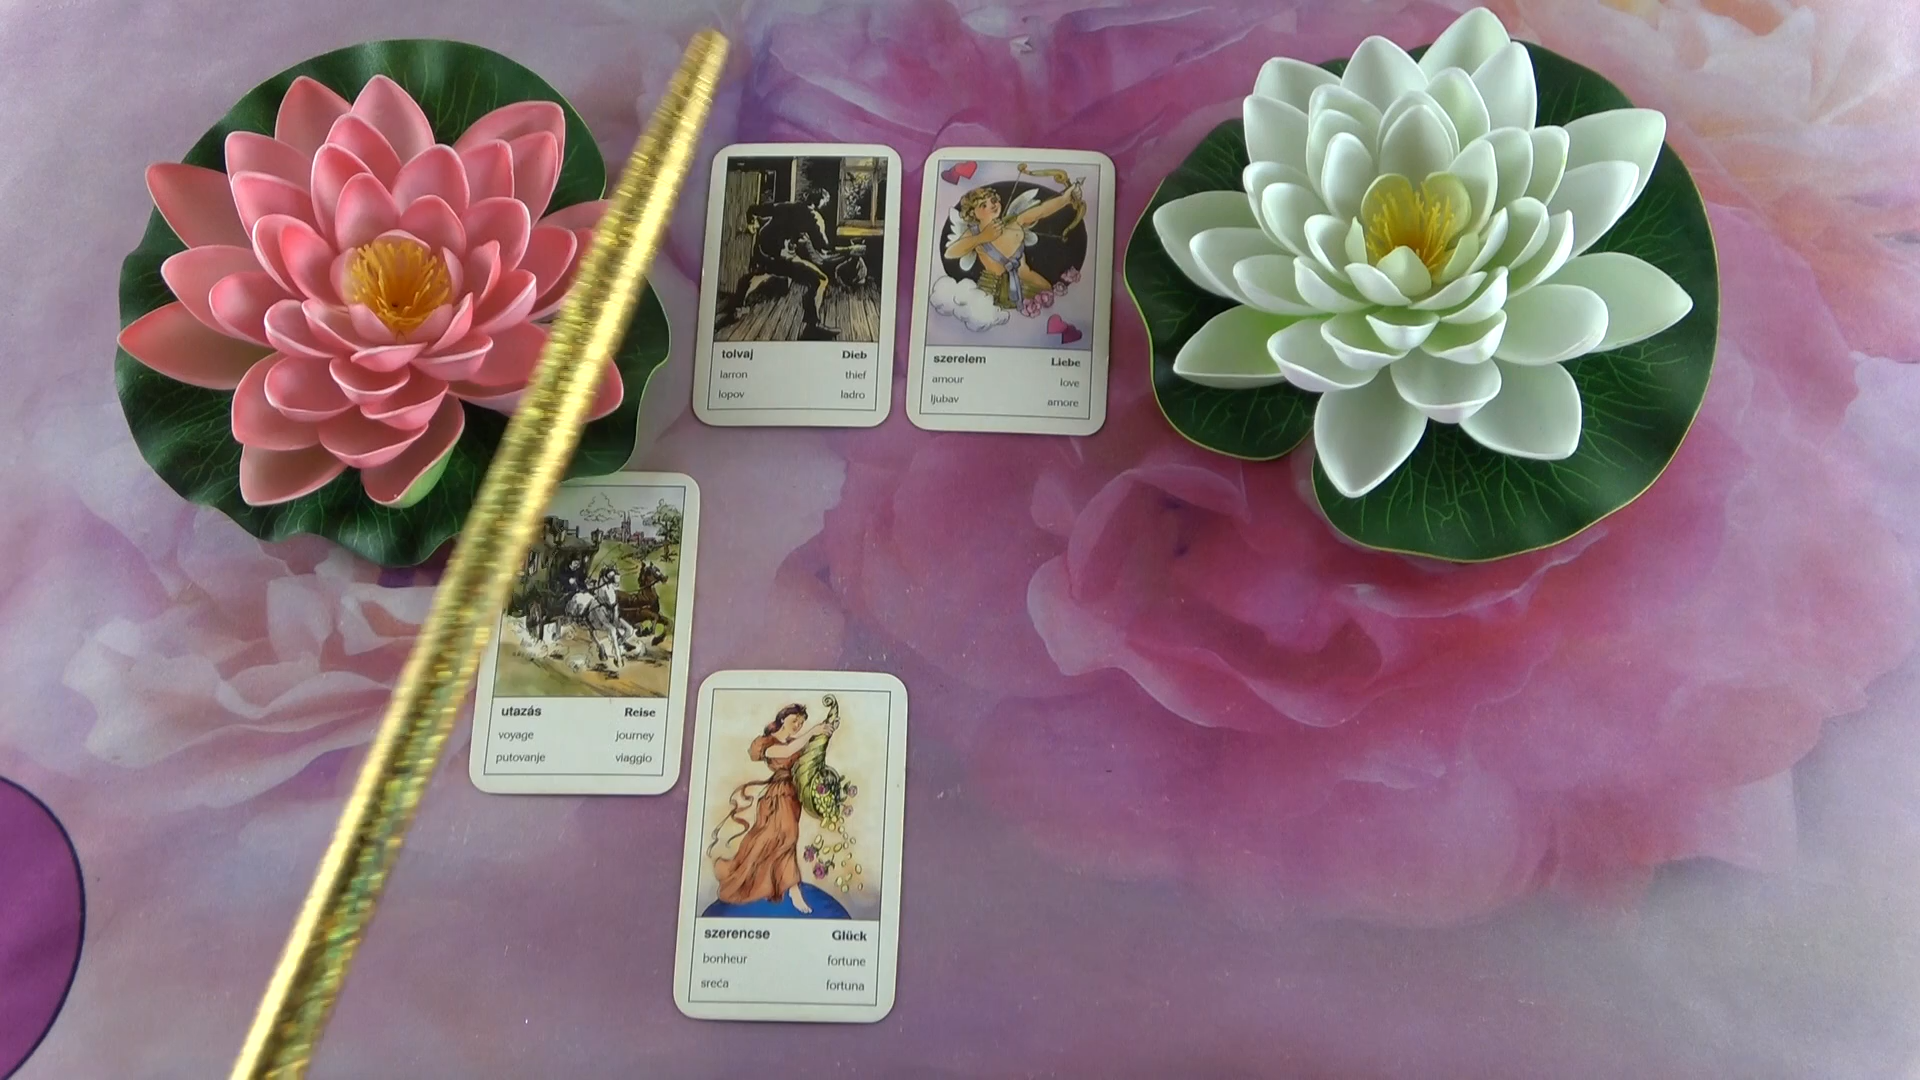 tolvaj Dieb
larron thief
lopov ladro
szerelem Liebe
amour love
ljubav amore
utazás Reise
voyage journey
putovanje viaggio
szerencse Glück
bonheur fortune
sreća fortuna